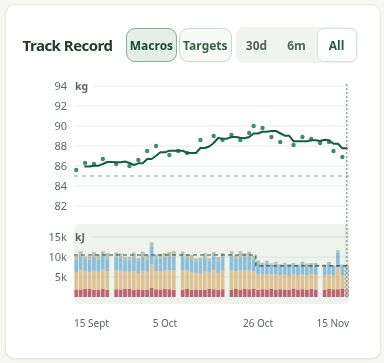 Track Record Macros Targets 30d 6m All
94 kg
92
90
88
86
84
82
15k kJ
10k
5k
15 Sept 5 Oct 26 Oct 15 Nov